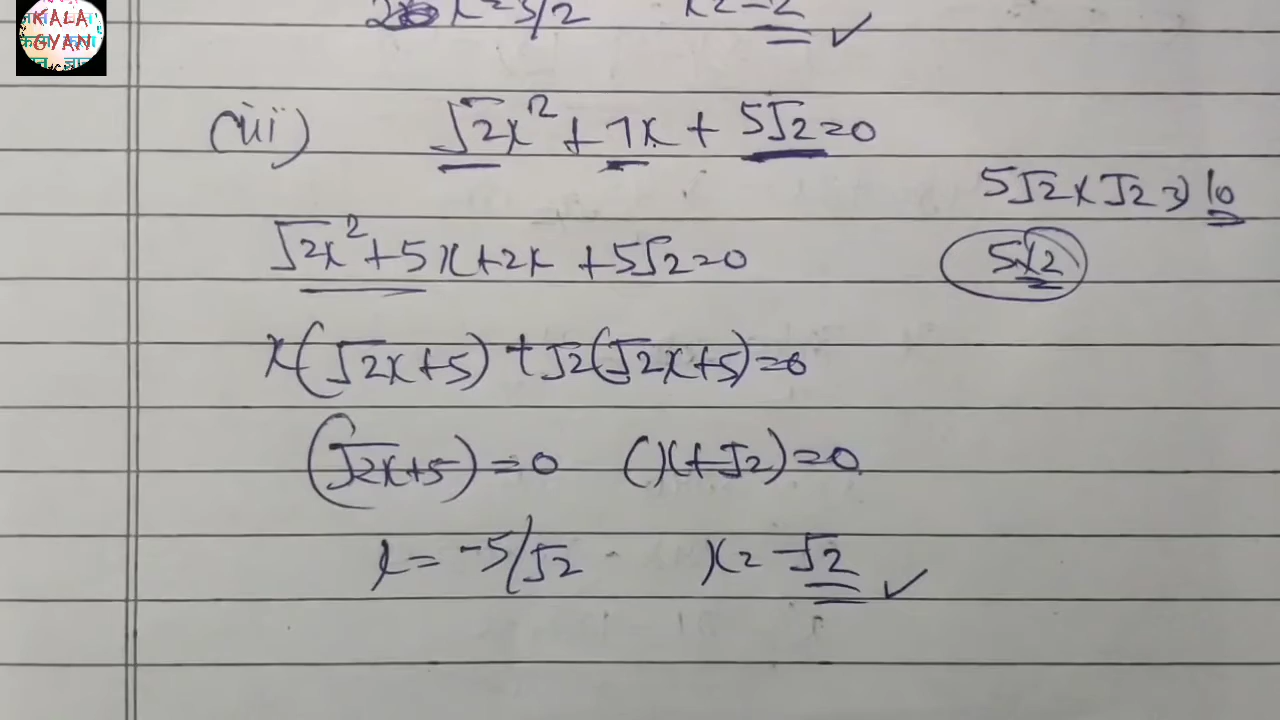 KALA
GYAN
x=-2
(iii) √2x² + 7x + 5√2=0
5√2 x √2 ⇒ 10
√2x²+5x+2x +5√2=0
5x2
x(√2x+5) +√2(√2x+5)=0
(√2x+5)=0 (x+√2)=0
x = -5/√2 x = -√2 ✓